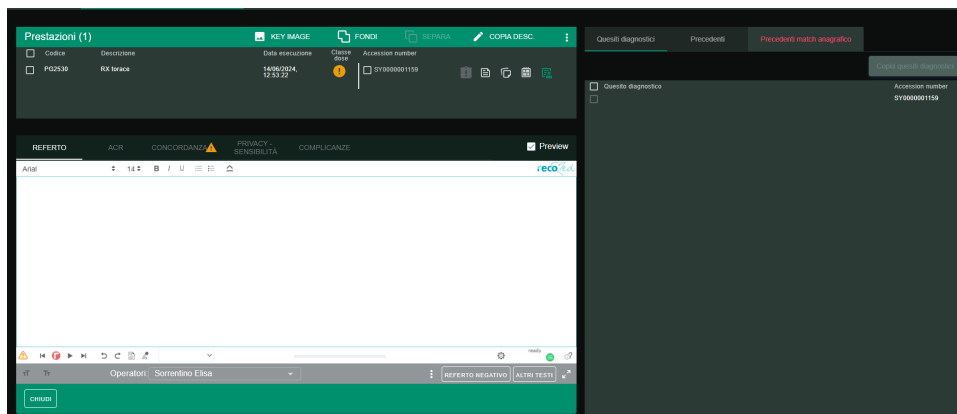 Prestazioni (1)
KEY IMAGE
FONDI
SEPARA
COPIA DESC.
Codice Descrizione Data esecuzione Classe dose Accession number
PG2530 RX torace 14/06/2024, 12:53:22 SY0000001159
REFERTO ACR CONCORDANZA PRIVACY - SENSIBILITÀ COMPLICANZE Preview
Arial 14 B I U recoMed
ready
Operatori: Sorrentino Elisa REFERTO NEGATIVO ALTRI TESTI
CHIUDI
Quesiti diagnostici Precedenti Precedenti match anagrafico
Copia quesiti diagnostici
Quesito diagnostico Accession number
SY0000001159